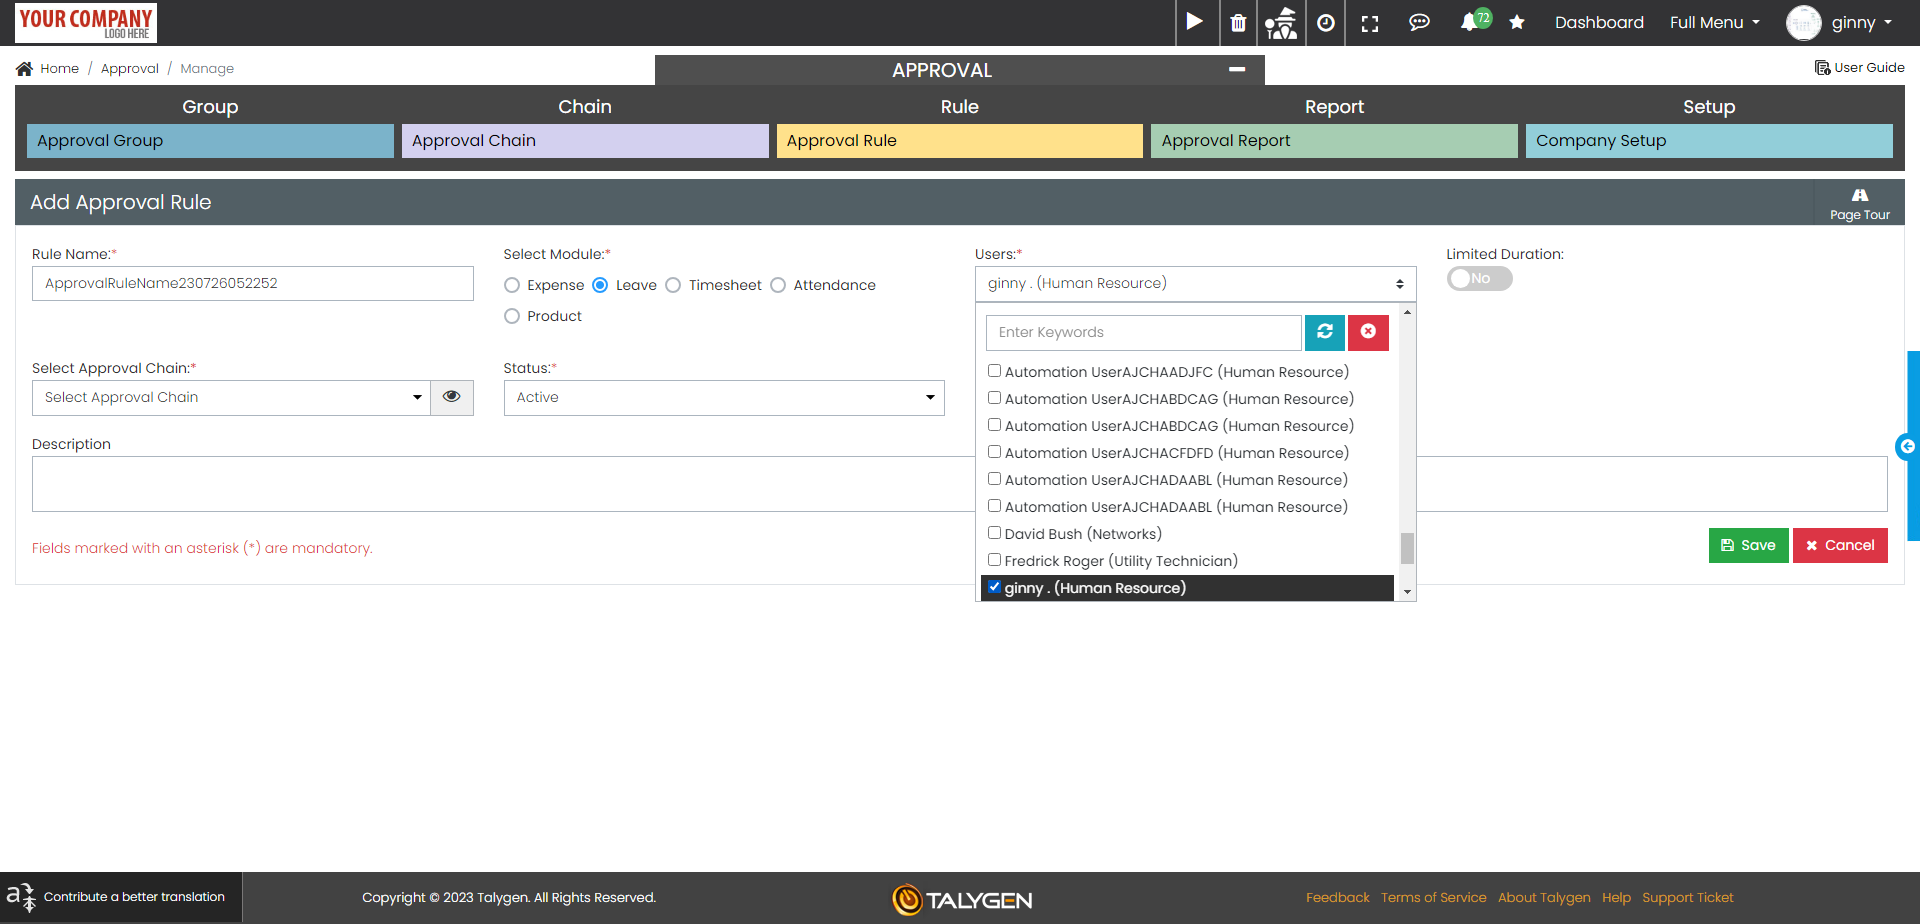 YOUR COMPANY
LOGO HERE
72
Dashboard
Full Menu
ginny
Home / Approval / Manage
APPROVAL
User Guide
Group
Chain
Rule
Report
Setup
Approval Group
Approval Chain
Approval Rule
Approval Report
Company Setup
Add Approval Rule
Page Tour
Rule Name:*
ApprovalRuleName230726052252
Select Module:*
Expense
Leave
Timesheet
Attendance
Product
Users:*
ginny . (Human Resource)
Limited Duration:
No
Enter Keywords
Automation UserAJCHAADJFC (Human Resource)
Automation UserAJCHABDCAG (Human Resource)
Automation UserAJCHABDCAG (Human Resource)
Automation UserAJCHACFDFD (Human Resource)
Automation UserAJCHADAABL (Human Resource)
Automation UserAJCHADAABL (Human Resource)
David Bush (Networks)
Fredrick Roger (Utility Technician)
ginny . (Human Resource)
Select Approval Chain:*
Select Approval Chain
Status:*
Active
Description
Fields marked with an asterisk (*) are mandatory.
Save
Cancel
Contribute a better translation
Copyright © 2023 Talygen. All Rights Reserved.
TALYGEN
Feedback
Terms of Service
About Talygen
Help
Support Ticket